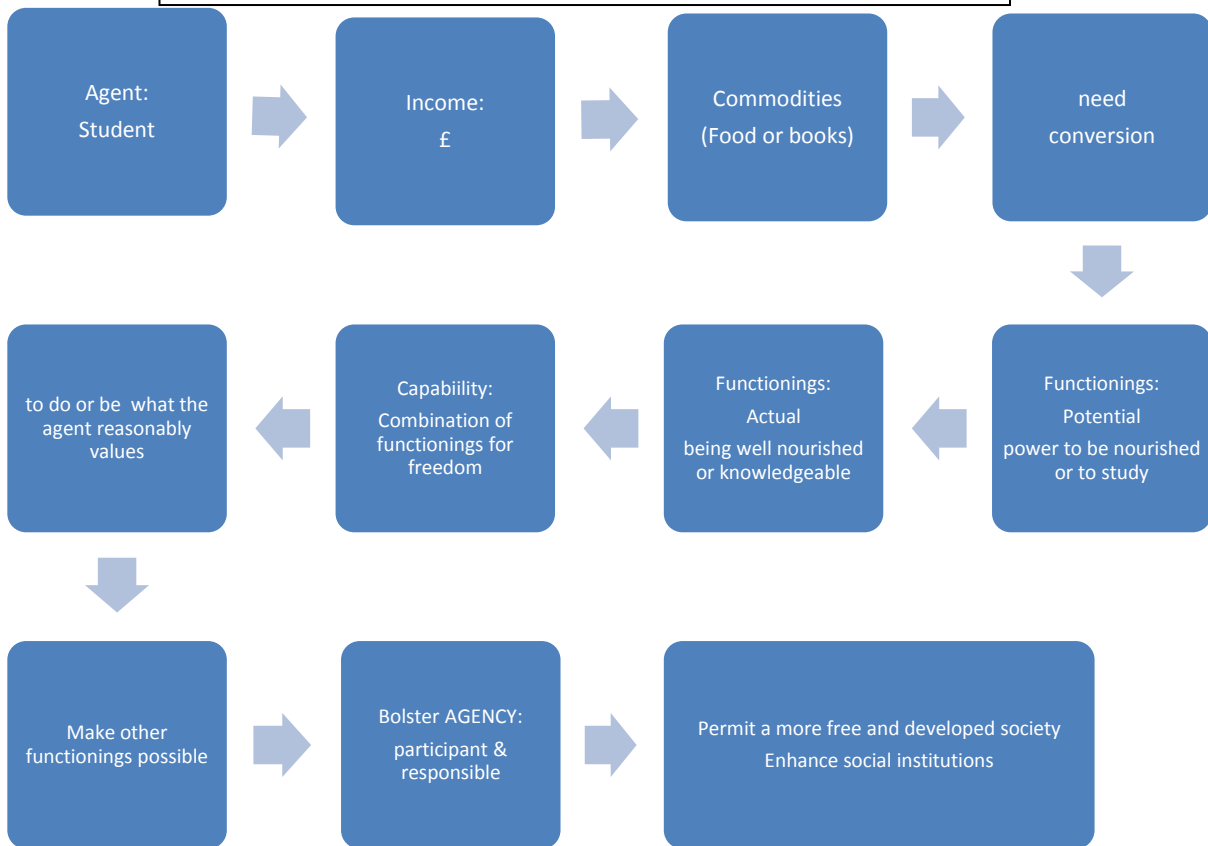 Agent:
Student
Income:
£
Commodities
(Food or books)
need
conversion
Functionings:
Potential
power to be nourished
or to study
Functionings:
Actual
being well nourished
or knowledgeable
Capabiility:
Combination of
functionings for
freedom
to do or be what the
agent reasonably
values
Make other
functionings possible
Bolster AGENCY:
participant &
responsible
Permit a more free and developed society
Enhance social institutions